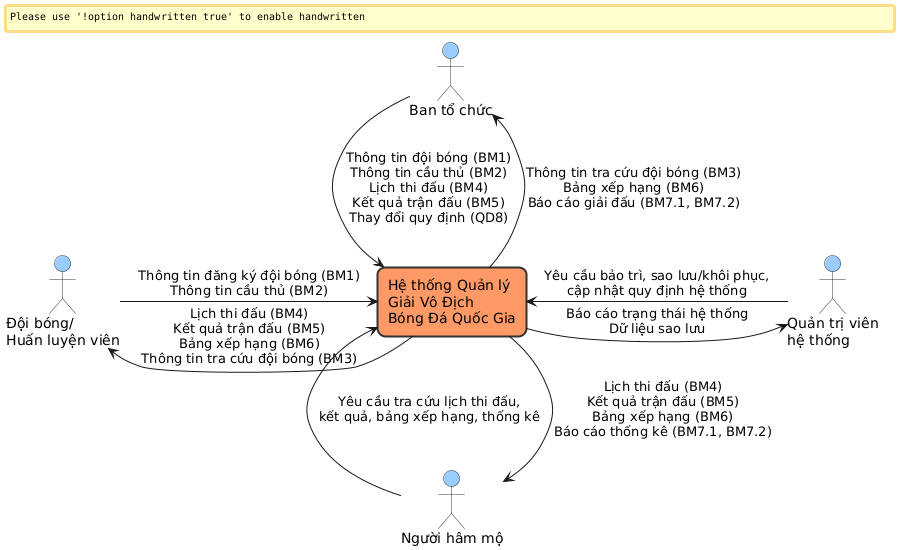 Please use '!option handwritten true' to enable handwritten
Ban tổ chức
Thông tin đội bóng (BM1)
Thông tin cầu thủ (BM2)
Lịch thi đấu (BM4)
Kết quả trận đấu (BM5)
Thay đổi quy định (QD8)
Thông tin tra cứu đội bóng (BM3)
Bảng xếp hạng (BM6)
Báo cáo giải đấu (BM7.1, BM7.2)
Đội bóng/
Huấn luyện viên
Thông tin đăng ký đội bóng (BM1)
Thông tin cầu thủ (BM2)
Lịch thi đấu (BM4)
Kết quả trận đấu (BM5)
Bảng xếp hạng (BM6)
Thông tin tra cứu đội bóng (BM3)
Hệ thống Quản lý
Giải Vô Địch
Bóng Đá Quốc Gia
Yêu cầu bảo trì, sao lưu/khôi phục,
cập nhật quy định hệ thống
Báo cáo trạng thái hệ thống
Dữ liệu sao lưu
Quản trị viên
hệ thống
Yêu cầu tra cứu lịch thi đấu,
kết quả, bảng xếp hạng, thống kê
Lịch thi đấu (BM4)
Kết quả trận đấu (BM5)
Bảng xếp hạng (BM6)
Báo cáo thống kê (BM7.1, BM7.2)
Người hâm mộ